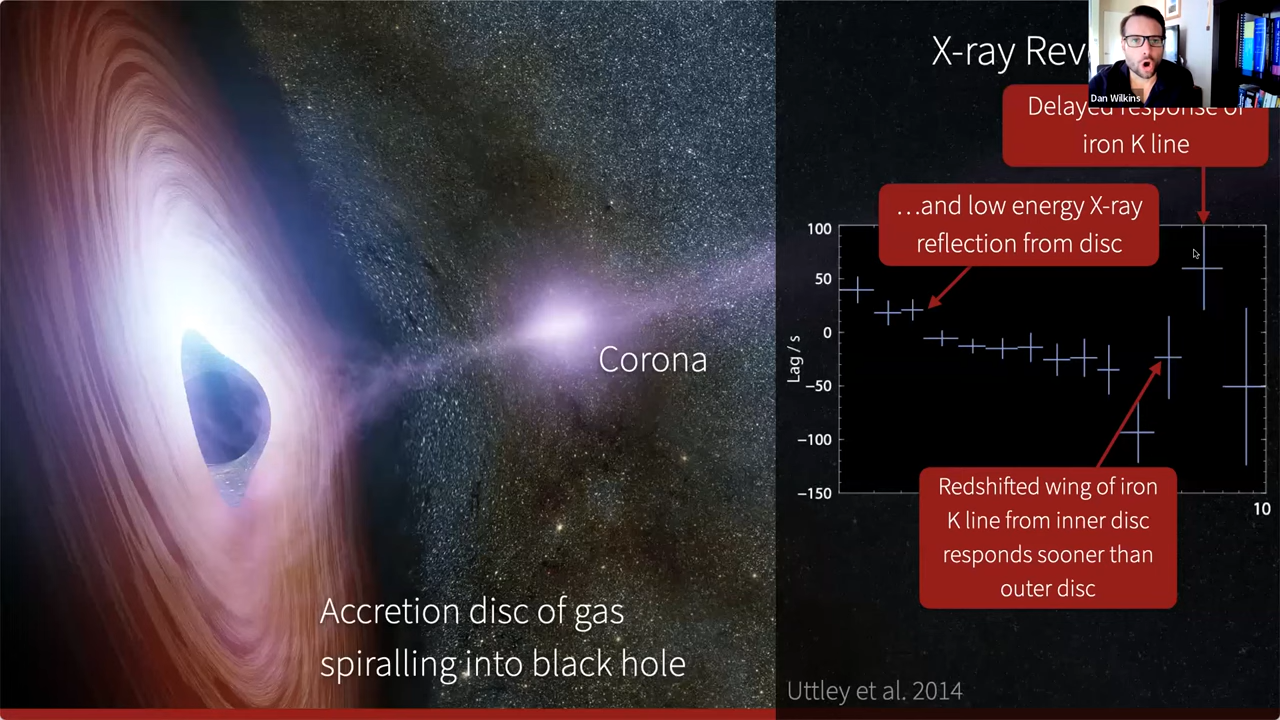 X-ray Rev
Dan Wilkins
Delayed response of
iron K line
…and low energy X-ray
reflection from disc
100
50
0
−50
−100
−150
Lag / s
10
Corona
Redshifted wing of iron
K line from inner disc
responds sooner than
outer disc
Accretion disc of gas
spiralling into black hole
Uttley et al. 2014